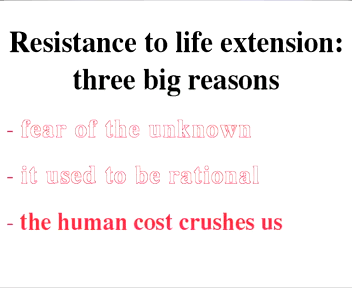 Resistance to life extension:
three big reasons
- fear of the unknown
- it used to be rational
- the human cost crushes us